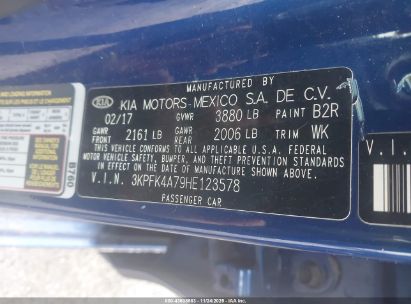 MANUFACTURED BY
KIA KIA MOTORS MEXICO S.A. DE C.V.
02/17 GVWR 3880 LB PAINT B2R
GAWR FRONT 2161 LB GAWR REAR 2006 LB TRIM WK
THIS VEHICLE CONFORMS TO ALL APPLICABLE U.S.A. FEDERAL
MOTOR VEHICLE SAFETY, BUMPER, AND THEFT PREVENTION STANDARDS
IN EFFECT ON THE DATE OF MANUFACTURE SHOWN ABOVE.
V.I.N. 3KPFK4A79HE123578
PASSENGER CAR
B760
V.I.N